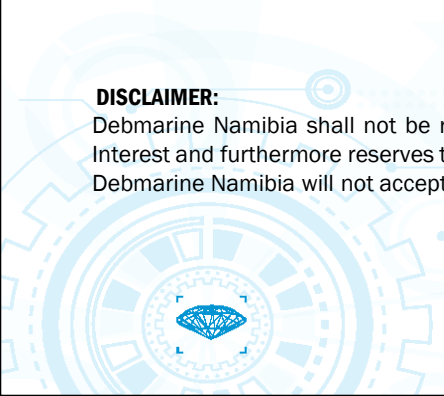 DISCLAIMER:
Debmarine Namibia shall not be
Interest and furthermore reserves
Debmarine Namibia will not accept